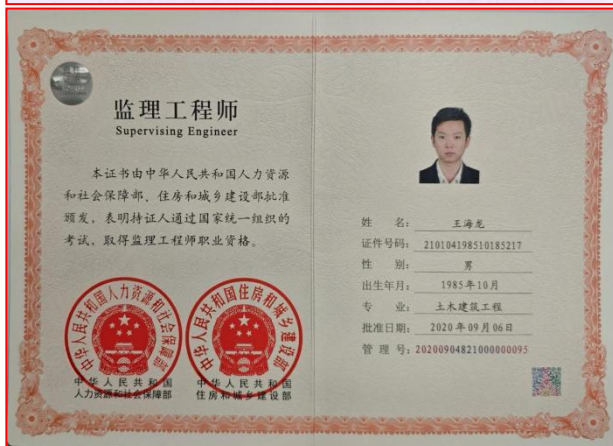 监理工程师
Supervising Engineer
本证书由中华人民共和国人力资源
和社会保障部、住房和城乡建设部批准
颁发，表明持证人通过国家统一组织的
考试，取得监理工程师职业资格。
中华人民共和国人力资源和社会保障部
中华人民共和国住房和城乡建设部
中华人民共和国
人力资源和社会保障部
中华人民共和国
住房和城乡建设部
姓 名： 王海龙
证件号码： 210104198510185217
性 别： 男
出生年月： 1985年10月
专 业： 土木建筑工程
批准日期： 2020年09月06日
管 理 号： 20200904821000000095